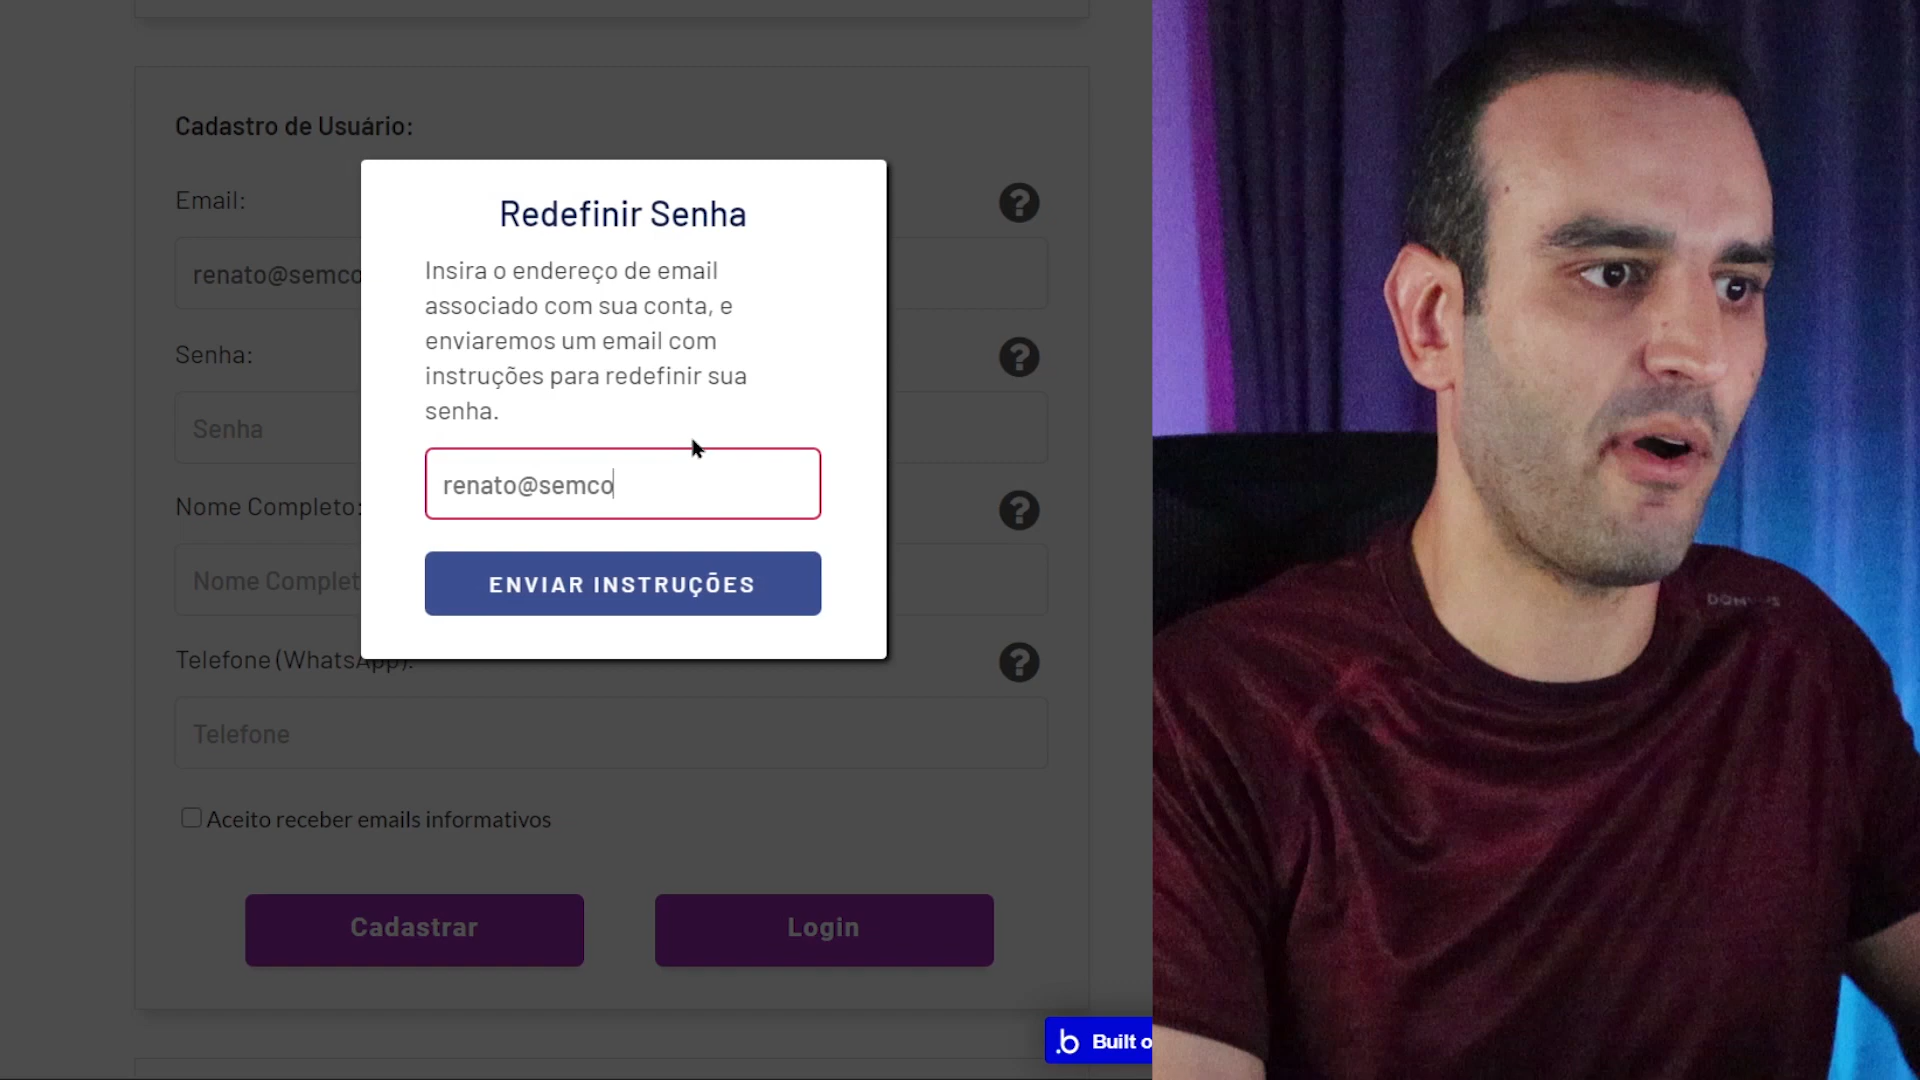 Cadastro de Usuário:
Email:
renato@semco
Senha:
Senha
Nome Completo:
Nome Complet
Telefone (WhatsApp):
Telefone
Aceito receber emails informativos
Cadastrar
Login
Redefinir Senha
Insira o endereço de email
associado com sua conta, e
enviaremos um email com
instruções para redefinir sua
senha.
renato@semco
ENVIAR INSTRUÇÕES
.b Built o